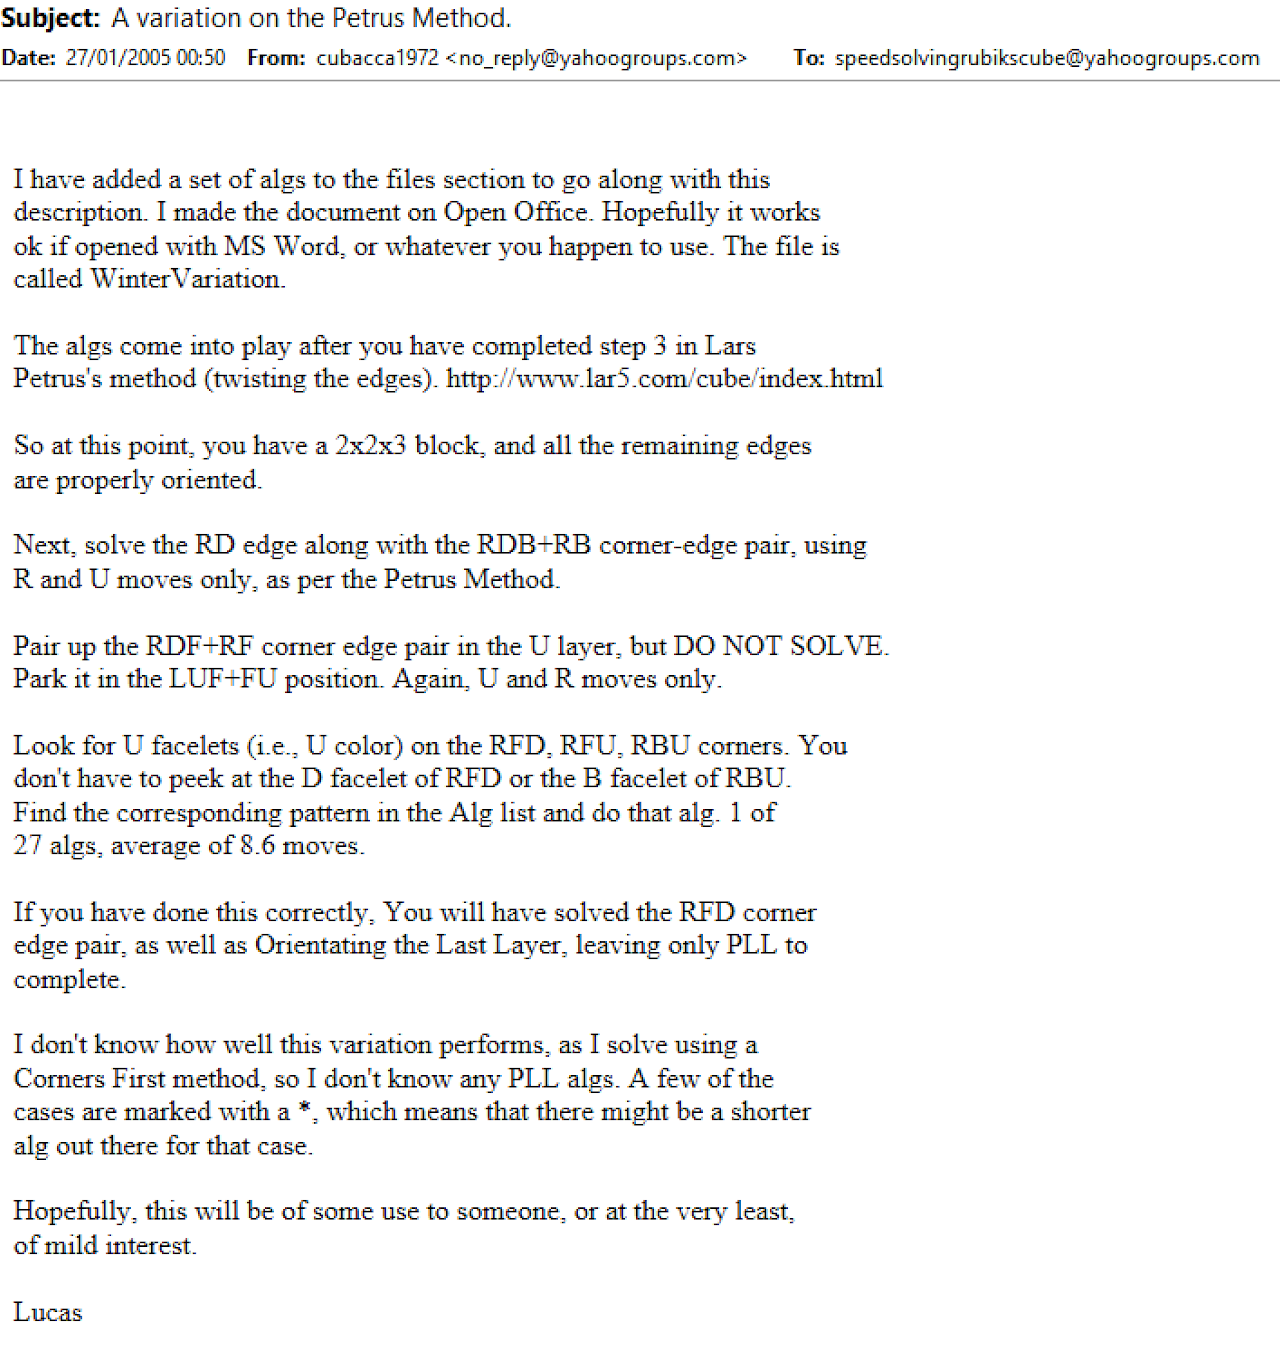 Subject: A variation on the Petrus Method.
Date: 27/01/2005 00:50 From: cubacca1972 <no_reply@yahoogroups.com> To: speedsolvingrubikscube@yahoogroups.com
I have added a set of algs to the files section to go along with this
description. I made the document on Open Office. Hopefully it works
ok if opened with MS Word, or whatever you happen to use. The file is
called WinterVariation.
The algs come into play after you have completed step 3 in Lars
Petrus's method (twisting the edges). http://www.lar5.com/cube/index.html
So at this point, you have a 2x2x3 block, and all the remaining edges
are properly oriented.
Next, solve the RD edge along with the RDB+RB corner-edge pair, using
R and U moves only, as per the Petrus Method.
Pair up the RDF+RF corner edge pair in the U layer, but DO NOT SOLVE.
Park it in the LUF+FU position. Again, U and R moves only.
Look for U facelets (i.e., U color) on the RFD, RFU, RBU corners. You
don't have to peek at the D facelet of RFD or the B facelet of RBU.
Find the corresponding pattern in the Alg list and do that alg. 1 of
27 algs, average of 8.6 moves.
If you have done this correctly, You will have solved the RFD corner
edge pair, as well as Orientating the Last Layer, leaving only PLL to
complete.
I don't know how well this variation performs, as I solve using a
Corners First method, so I don't know any PLL algs. A few of the
cases are marked with a *, which means that there might be a shorter
alg out there for that case.
Hopefully, this will be of some use to someone, or at the very least,
of mild interest.
Lucas